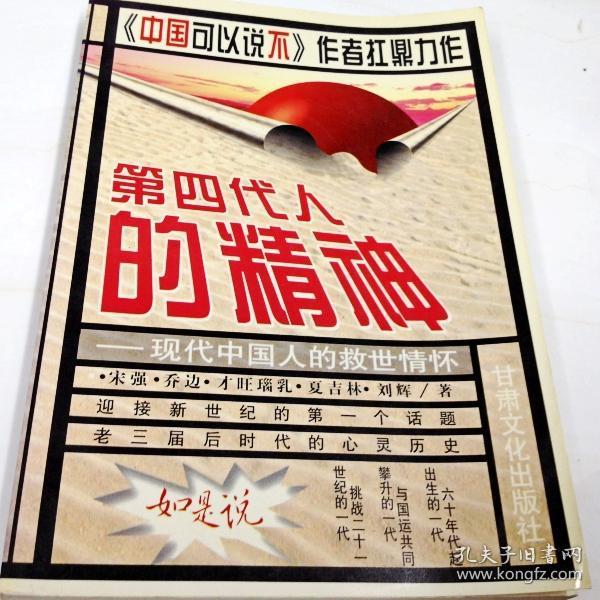 《中国可以说不》作者扛鼎力作
第四代人
的精神
——现代中国人的救世情怀
·宋强·乔边·才旺瑙乳·夏吉林·刘辉/著
迎接新世纪的第一个话题
老三届后时代的心灵历史
如是说
六十年代起
出生的一代
与国运共同
攀升的一代
挑战二十一
世纪的一代
甘肃文化出版社
孔夫子旧书网
www.kongfz.com